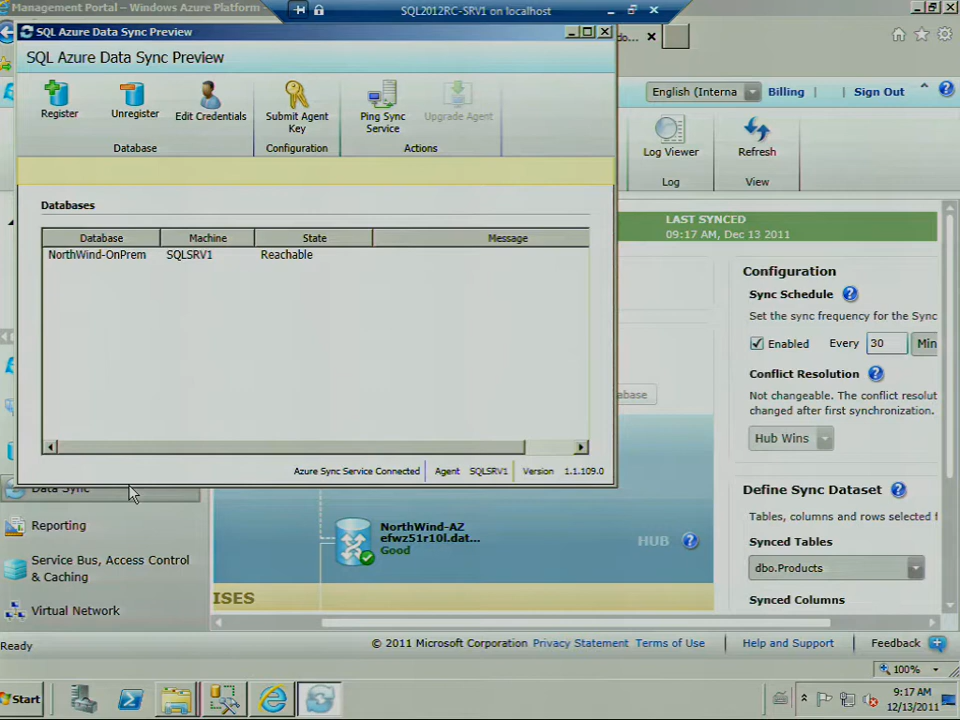 Management Portal – Windows Azure Platform -
SQL2012RC-SRV1 on localhost
SQL Azure Data Sync Preview
do...
SQL Azure Data Sync Preview
English (Interna
Billing
Sign Out
Register
Unregister
Edit Credentials
Submit Agent
Key
Ping Sync
Service
Upgrade Agent
Database
Configuration
Actions
Log Viewer
Refresh
Log
View
Databases
LAST SYNCED
09:17 AM, Dec 13 2011
Database
Machine
State
Message
NorthWind-OnPrem
SQLSRV1
Reachable
Configuration
Sync Schedule
Set the sync frequency for the Sync
Enabled
Every
30
Min
Conflict Resolution
Not changeable. The conflict resolut
changed after first synchronization.
abase
Hub Wins
Azure Sync Service Connected
Agent
SQLSRV1
Version
1.1.109.0
Data Sync
Define Sync Dataset
Tables, columns and rows selected f
Reporting
NorthWind-AZ
efwz51r10l.dat...
Good
HUB
Synced Tables
dbo.Products
Service Bus, Access Control
& Caching
ISES
Synced Columns
Virtual Network
Ready
© 2011 Microsoft Corporation
Privacy Statement
Terms of Use
Help and Support
Feedback
100%
Start
9:17 AM
12/13/2011